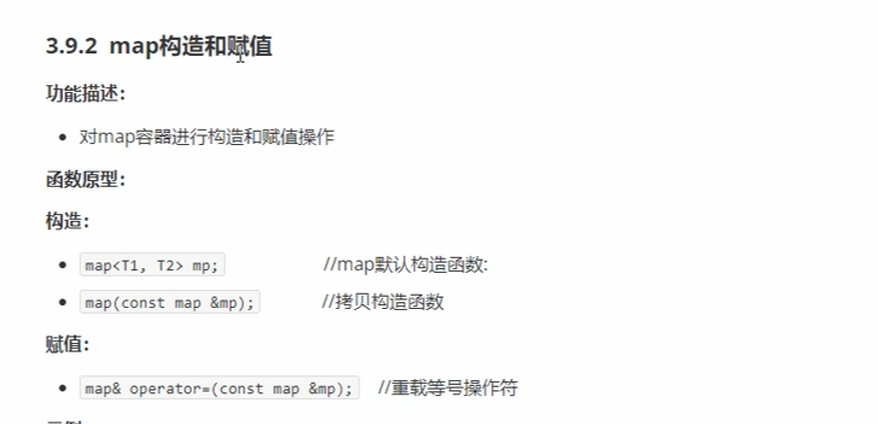 3.9.2 map构造和赋值
功能描述：
对map容器进行构造和赋值操作
函数原型：
构造：
map<T1, T2> mp; //map默认构造函数:
map(const map &mp); //拷贝构造函数
赋值：
map& operator=(const map &mp); //重载等号操作符